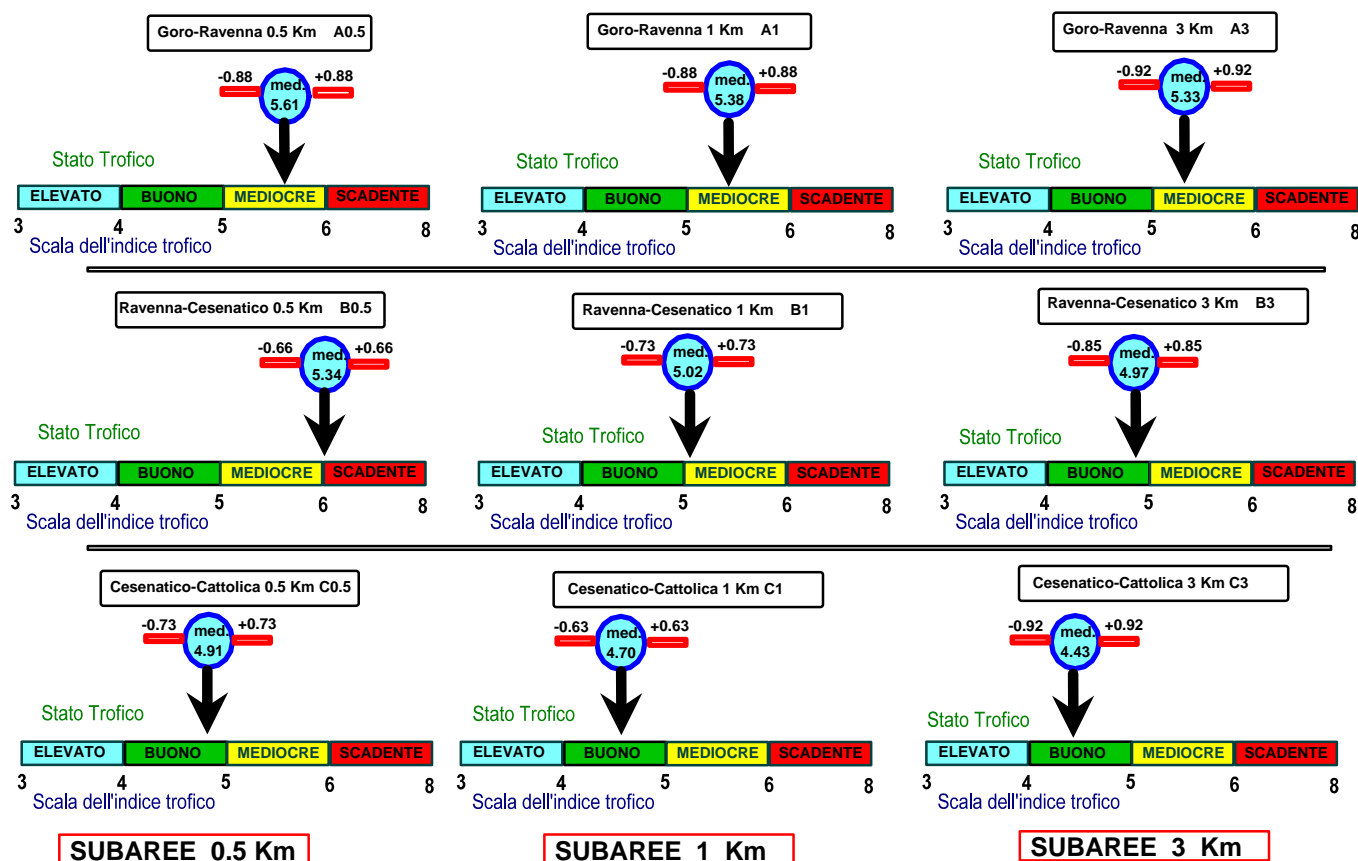 Goro-Ravenna 0.5 Km A0.5
-0.88 med. +0.88
5.61
Stato Trofico
ELEVATO BUONO MEDIOCRE SCADENTE
3 4 5 6 8
Scala dell'indice trofico
Goro-Ravenna 1 Km A1
-0.88 med. +0.88
5.38
Stato Trofico
ELEVATO BUONO MEDIOCRE SCADENTE
3 4 5 6 8
Scala dell'indice trofico
Goro-Ravenna 3 Km A3
-0.92 med. +0.92
5.33
Stato Trofico
ELEVATO BUONO MEDIOCRE SCADENTE
3 4 5 6 8
Scala dell'indice trofico
Ravenna-Cesenatico 0.5 Km B0.5
-0.66 med. +0.66
5.34
Stato Trofico
ELEVATO BUONO MEDIOCRE SCADENTE
3 4 5 6 8
Scala dell'indice trofico
Ravenna-Cesenatico 1 Km B1
-0.73 med. +0.73
5.02
Stato Trofico
ELEVATO BUONO MEDIOCRE SCADENTE
3 4 5 6 8
Scala dell'indice trofico
Ravenna-Cesenatico 3 Km B3
-0.85 med. +0.85
4.97
Stato Trofico
ELEVATO BUONO MEDIOCRE SCADENTE
3 4 5 6 8
Scala dell'indice trofico
Cesenatico-Cattolica 0.5 Km C0.5
-0.73 med. +0.73
4.91
Stato Trofico
ELEVATO BUONO MEDIOCRE SCADENTE
3 4 5 6 8
Scala dell'indice trofico
Cesenatico-Cattolica 1 Km C1
-0.63 med. +0.63
4.70
Stato Trofico
ELEVATO BUONO MEDIOCRE SCADENTE
3 4 5 6 8
Scala dell'indice trofico
Cesenatico-Cattolica 3 Km C3
-0.92 med. +0.92
4.43
Stato Trofico
ELEVATO BUONO MEDIOCRE SCADENTE
3 4 5 6 8
Scala dell'indice trofico
SUBAREE 0.5 Km
SUBAREE 1 Km
SUBAREE 3 Km